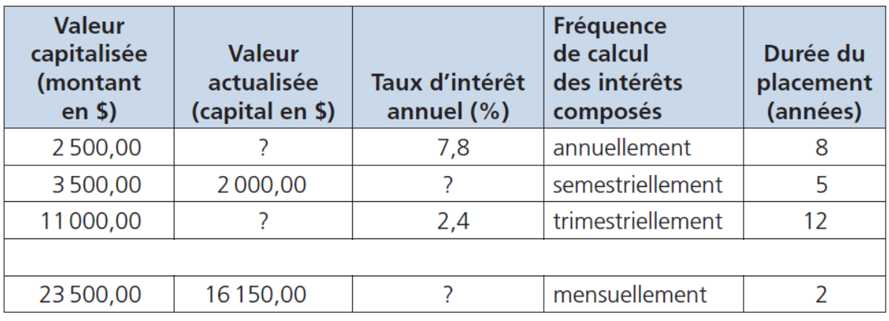 Valeur
capitalisée
(montant
en $)
Valeur
actualisée
(capital en $)
Taux d’intérêt
annuel (%)
Fréquence
de calcul
des intérêts
composés
Durée du
placement
(années)
2 500,00 ? 7,8 annuellement 8
3 500,00 2 000,00 ? semestriellement 5
11 000,00 ? 2,4 trimestriellement 12
23 500,00 16 150,00 ? mensuellement 2